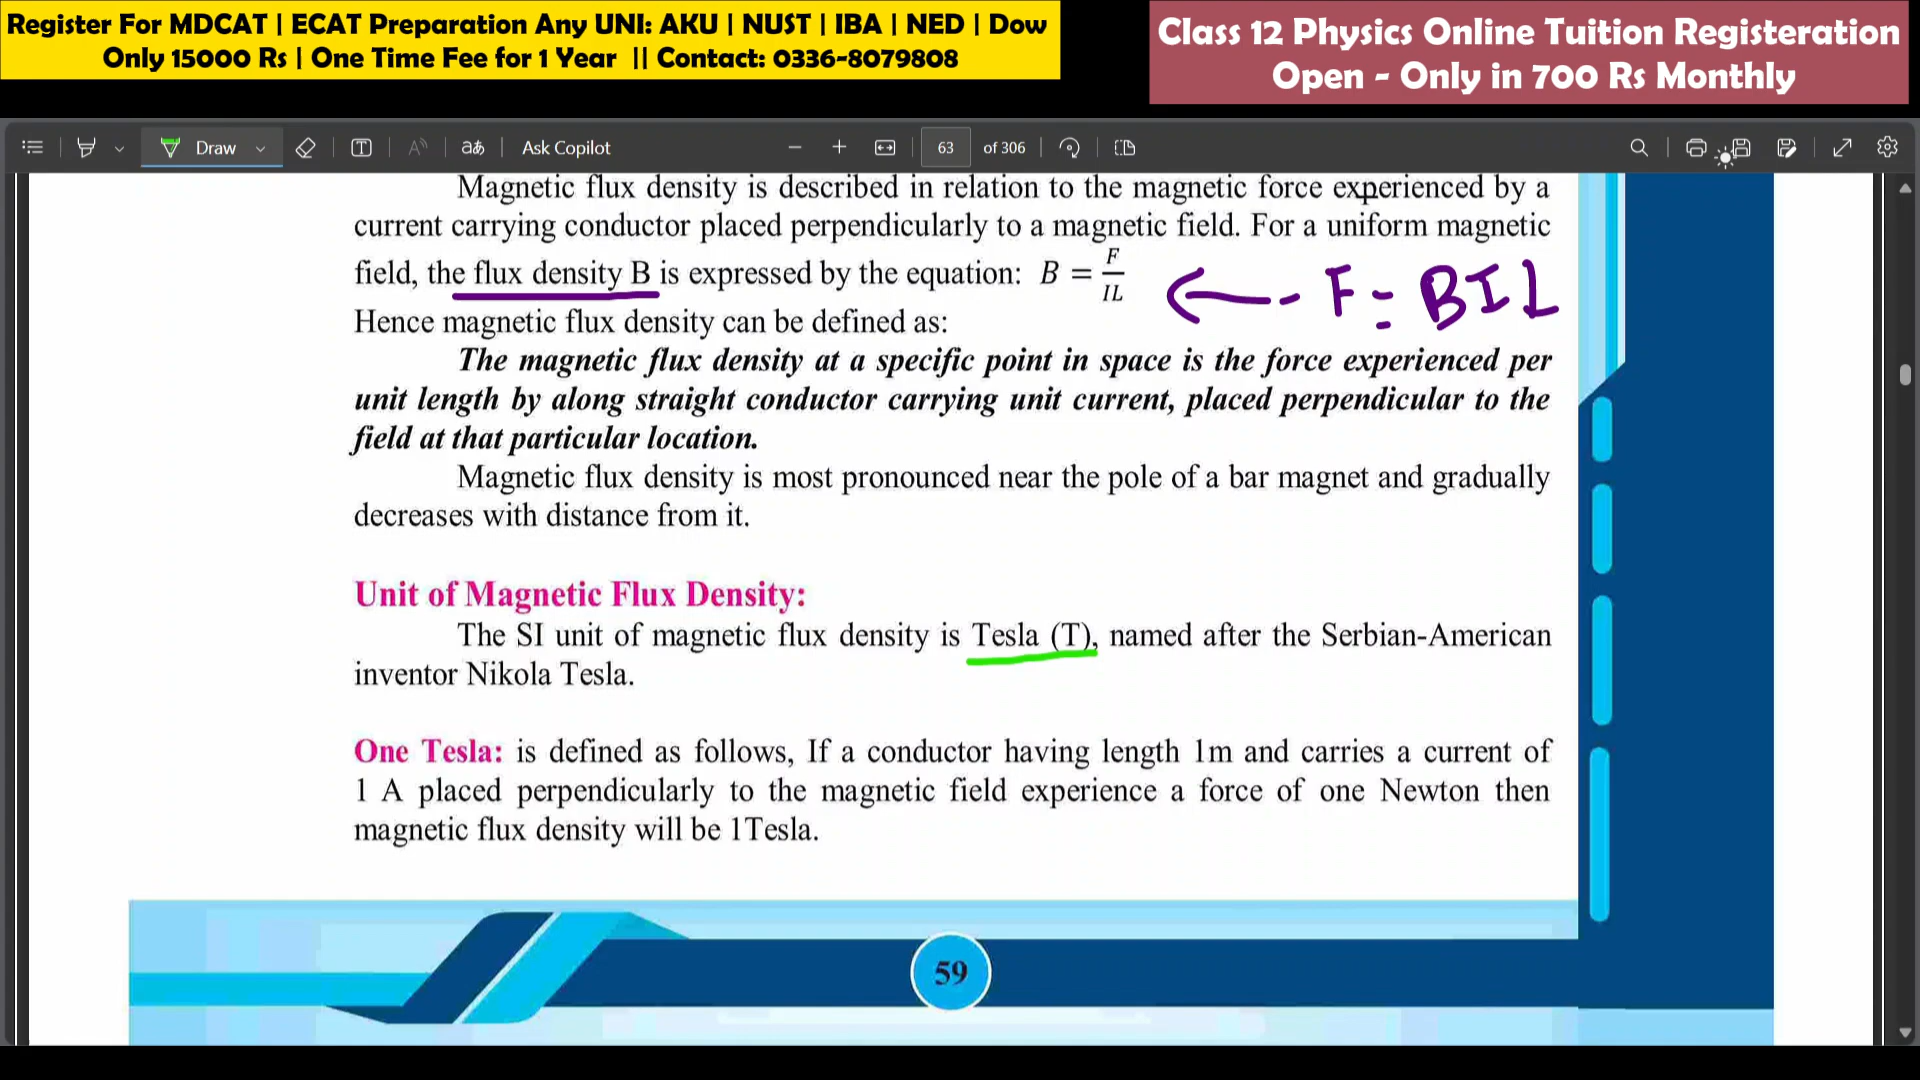 Register For MDCAT | ECAT Preparation Any UNI: AKU | NUST | IBA | NED | Dow
Only 15000 Rs | One Time Fee for 1 Year || Contact: 0336-8079808
Class 12 Physics Online Tuition Registeration
Open - Only in 700 Rs Monthly
Draw
aあ
Ask Copilot
63 of 306
Magnetic flux density is described in relation to the magnetic force experienced by a
current carrying conductor placed perpendicularly to a magnetic field. For a uniform magnetic
field, the flux density B is expressed by the equation: B = F/IL
F = BIL
Hence magnetic flux density can be defined as:
The magnetic flux density at a specific point in space is the force experienced per
unit length by along straight conductor carrying unit current, placed perpendicular to the
field at that particular location.
Magnetic flux density is most pronounced near the pole of a bar magnet and gradually
decreases with distance from it.
Unit of Magnetic Flux Density:
The SI unit of magnetic flux density is Tesla (T), named after the Serbian-American
inventor Nikola Tesla.
One Tesla: is defined as follows, If a conductor having length 1m and carries a current of
1 A placed perpendicularly to the magnetic field experience a force of one Newton then
magnetic flux density will be 1Tesla.
59